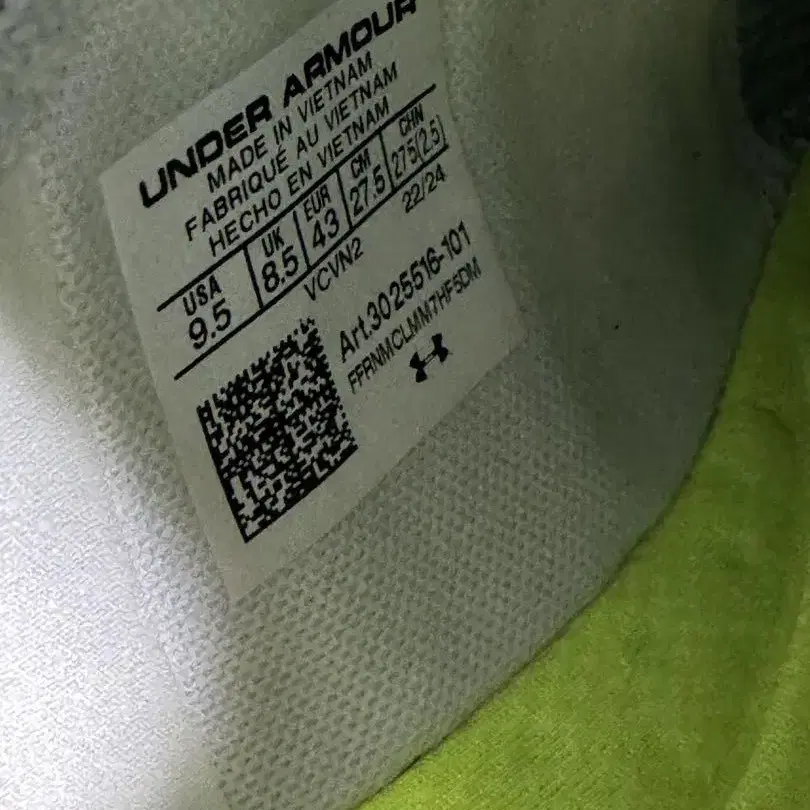 UNDER ARMOUR
MADE IN VIETNAM
FABRIQUÉ AU VIETNAM
HECHO EN VIETNAM
USA UK EUR CM CHN
9.5 8.5 43 27.5 275(2.5)
VCVN2 22/24
Art.3025516-101
FFRNMCLMM7HF5DM